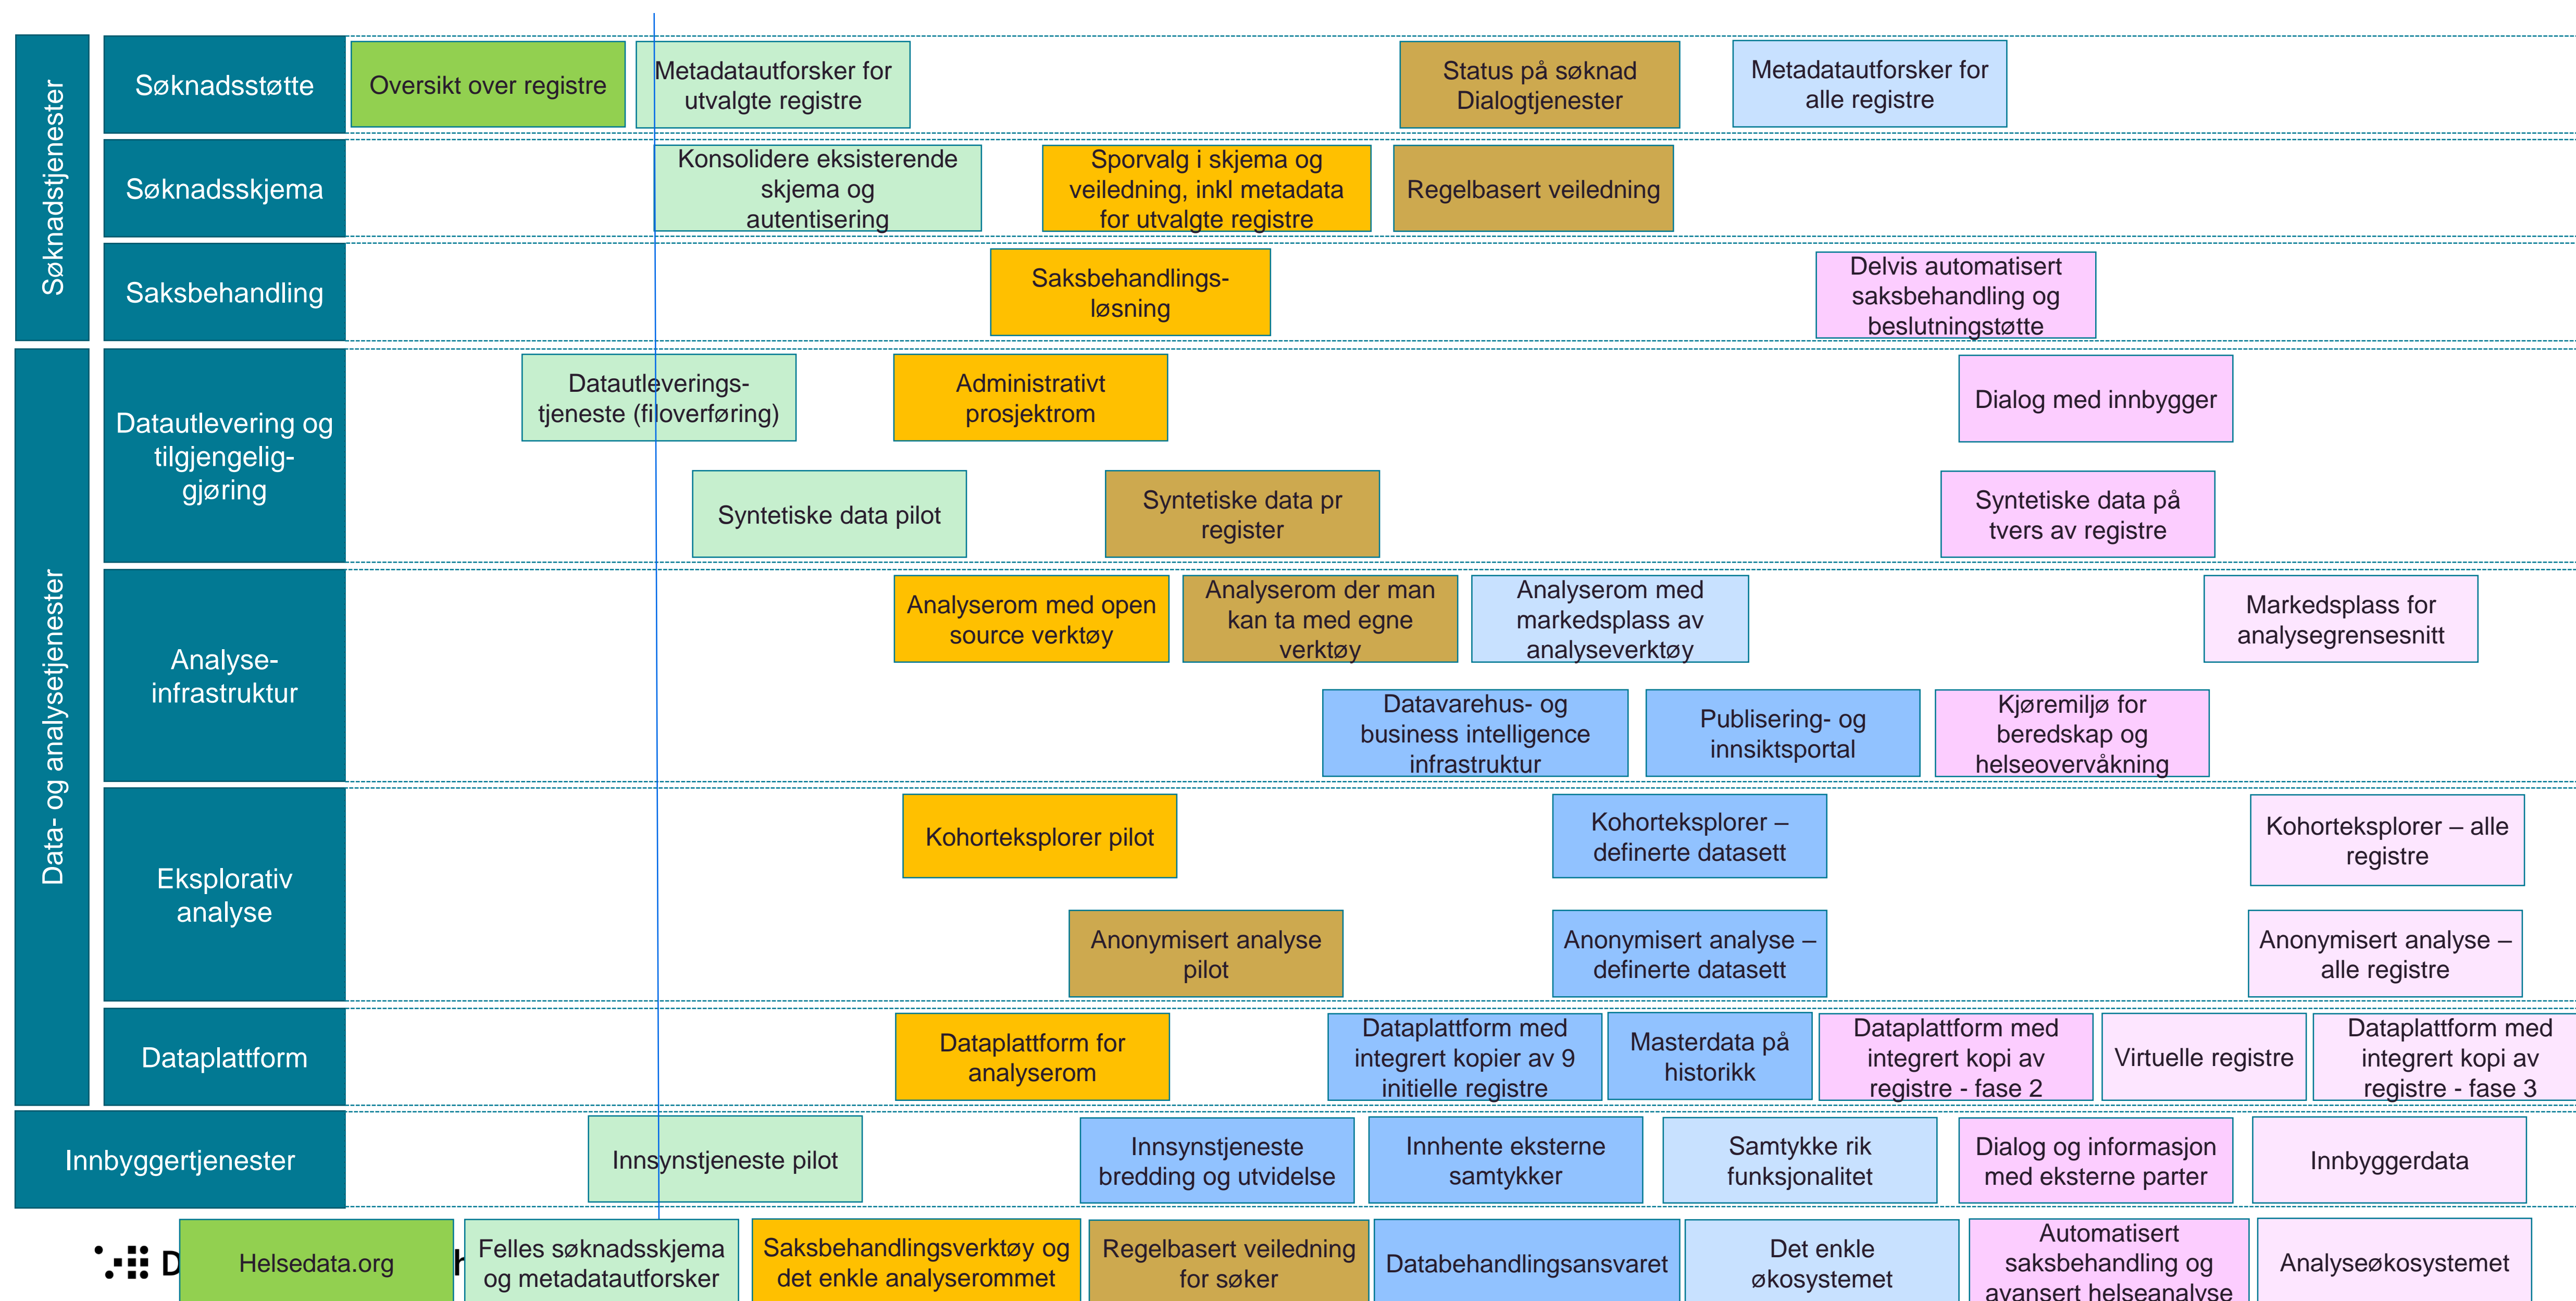 Søknadstjenester
Søknadsstøtte
Oversikt over registre
Metadatautforsker for
utvalgte registre
Status på søknad
Dialogtjenester
Metadatautforsker for
alle registre
Søknadsskjema
Konsolidere eksisterende
skjema og
autentisering
Sporvalg i skjema og
veiledning, inkl metadata
for utvalgte registre
Regelbasert veiledning
Saksbehandling
Saksbehandlings-
løsning
Delvis automatisert
saksbehandling og
beslutningstøtte
Data- og analysetjenester
Datautlevering og
tilgjengelig-
gjøring
Datautleverings-
tjeneste (filoverføring)
Administrativt
prosjektrom
Dialog med innbygger
Syntetiske data pilot
Syntetiske data pr
register
Syntetiske data på
tvers av registre
Analyse-
infrastruktur
Analyserom med open
source verktøy
Analyserom der man
kan ta med egne
verktøy
Analyserom med
markedsplass av
analyseverktøy
Markedsplass for
analysegrensesnitt
Datavarehus- og
business intelligence
infrastruktur
Publisering- og
innsiktsportal
Kjøremiljø for
beredskap og
helseovervåkning
Eksplorativ
analyse
Kohorteksplorer pilot
Kohorteksplorer –
definerte datasett
Kohorteksplorer – alle
registre
Anonymisert analyse
pilot
Anonymisert analyse –
definerte datasett
Anonymisert analyse –
alle registre
Dataplattform
Dataplattform for
analyserom
Dataplattform med
integrert kopier av 9
initielle registre
Masterdata på
historikk
Dataplattform med
integrert kopi av
registre - fase 2
Virtuelle registre
Dataplattform med
integrert kopi av
registre - fase 3
Innbyggertjenester
Innsynstjeneste pilot
Innsynstjeneste
bredding og utvidelse
Innhente eksterne
samtykker
Samtykke rik
funksjonalitet
Dialog og informasjon
med eksterne parter
Innbyggerdata
Helsedata.org
Felles søknadsskjema
og metadatautforsker
Saksbehandlingsverktøy og
det enkle analyserommet
Regelbasert veiledning
for søker
Databehandlingsansvaret
Det enkle
økosystemet
Automatisert
saksbehandling og
avansert helseanalyse
Analyseøkosystemet